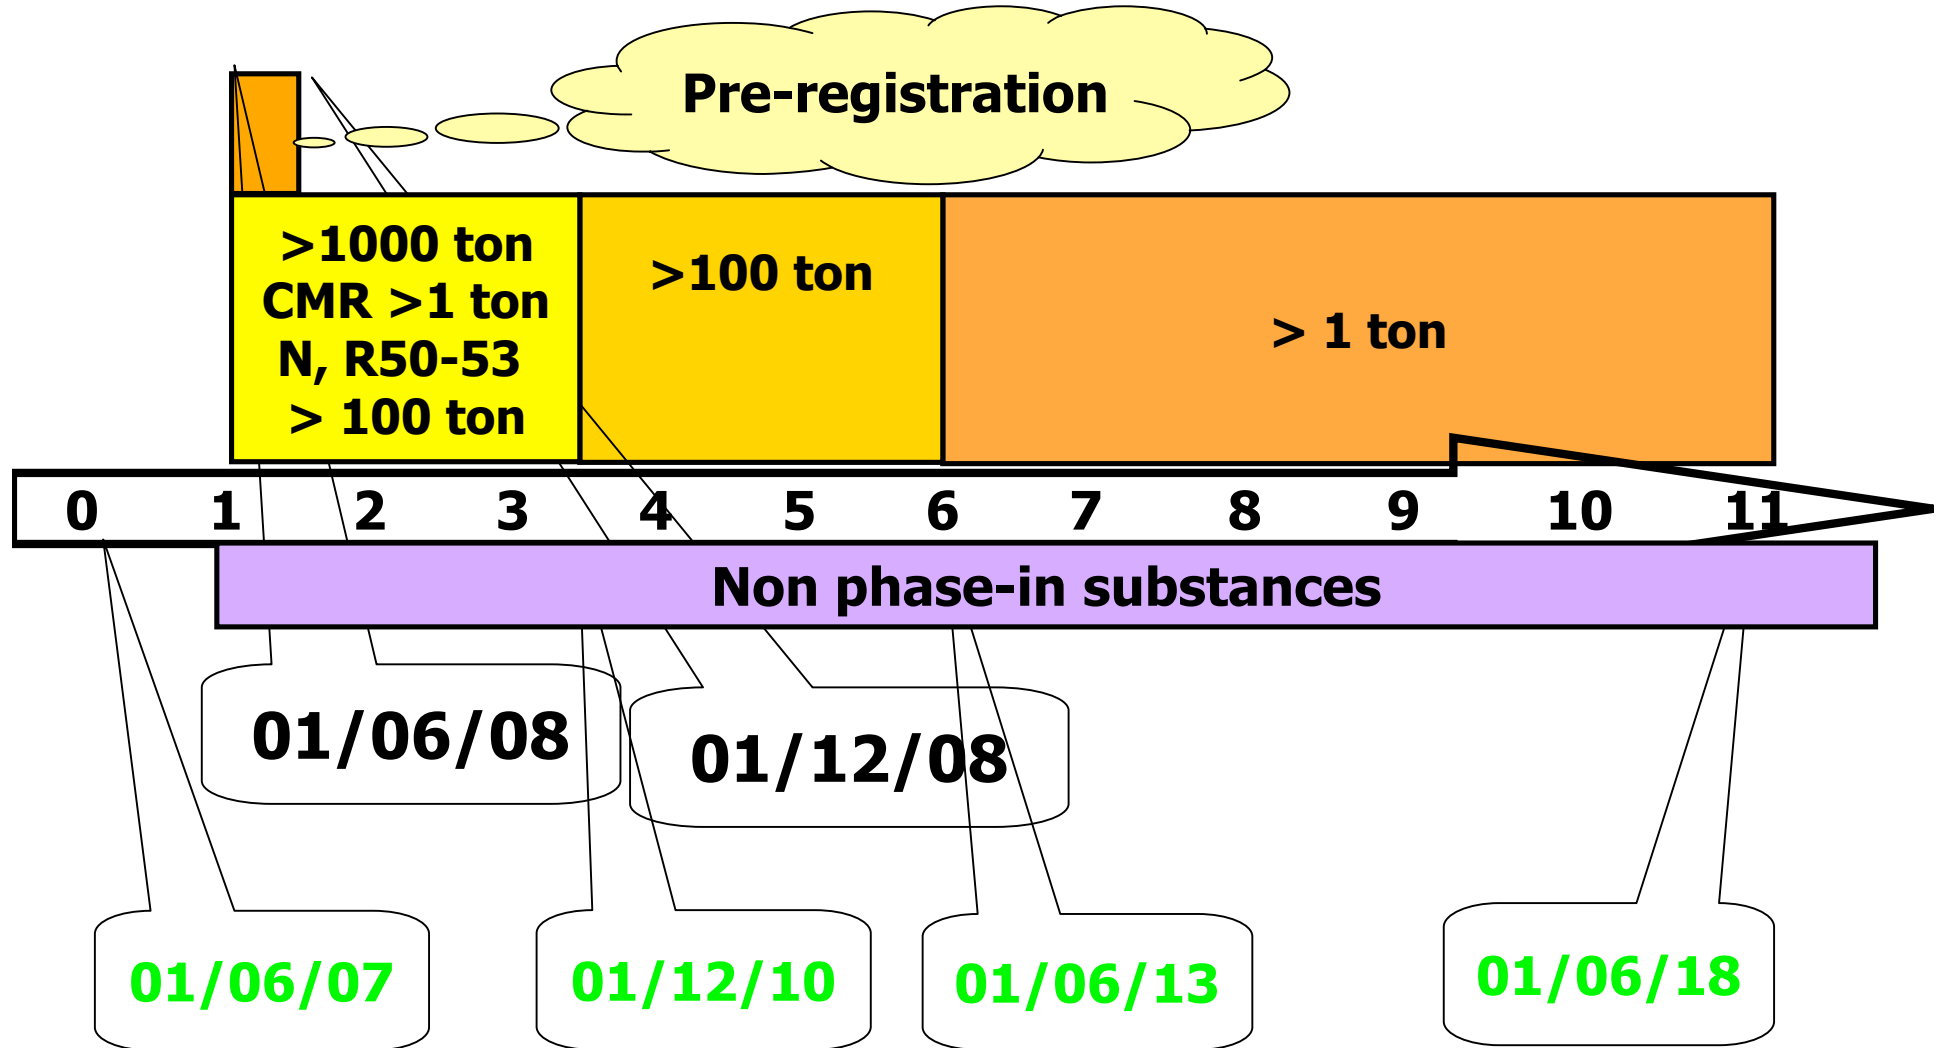 Pre-registration
>1000 ton
CMR >1 ton
N, R50-53
> 100 ton
>100 ton
> 1 ton
0 1 2 3 4 5 6 7 8 9 10 11
Non phase-in substances
01/06/08
01/12/08
01/06/07
01/12/10
01/06/13
01/06/18